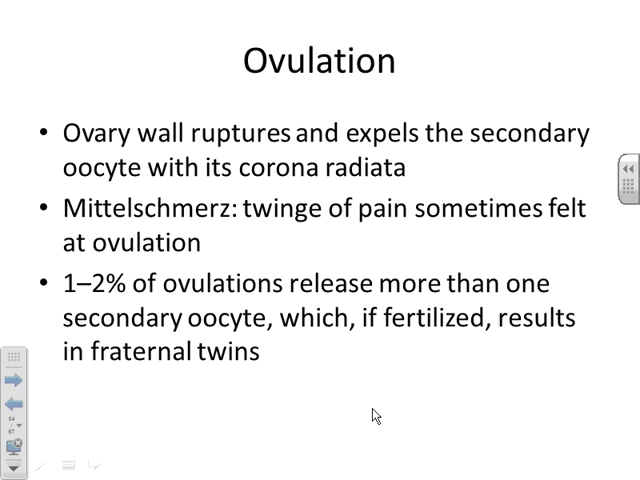 Ovulation
• Ovary wall ruptures and expels the secondary
oocyte with its corona radiata
• Mittelschmerz: twinge of pain sometimes felt
at ovulation
• 1–2% of ovulations release more than one
secondary oocyte, which, if fertilized, results
in fraternal twins